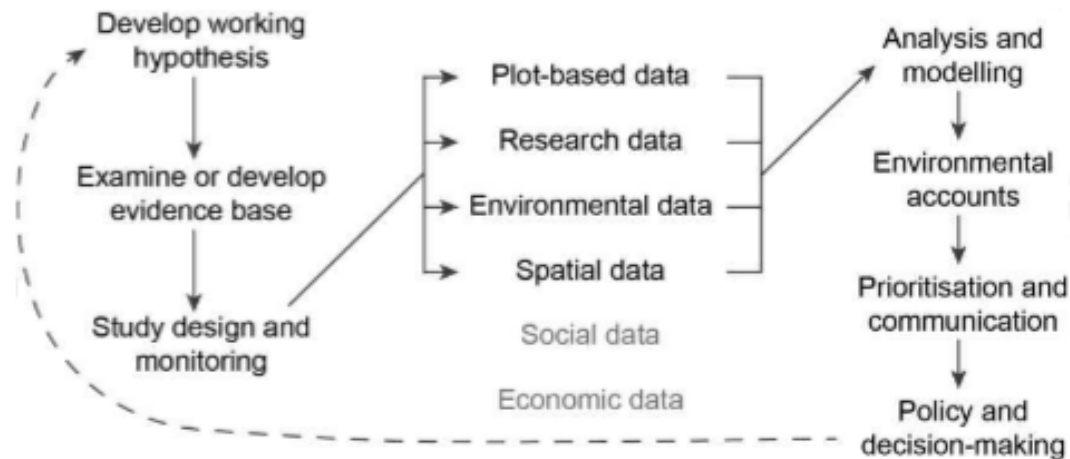 Develop working
hypothesis
Examine or develop
evidence base
Study design and
monitoring
Plot-based data
Research data
Environmental data
Spatial data
Social data
Economic data
Analysis and
modelling
Environmental
accounts
Prioritisation and
communication
Policy and
decision-making